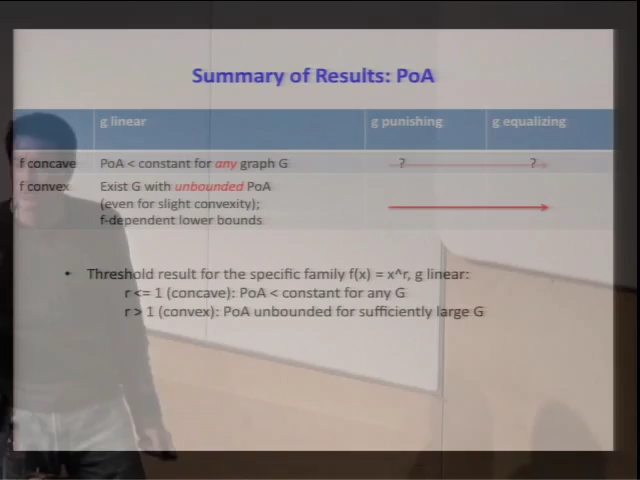 Summary of Results: PoA
g linear g punishing g equalizing
f concave PoA < constant for any graph G ? ?
f convex Exist G with unbounded PoA
(even for slight convexity);
f-dependent lower bounds
• Threshold result for the specific family f(x) = x^r, g linear:
r <= 1 (concave): PoA < constant for any G
r > 1 (convex): PoA unbounded for sufficiently large G